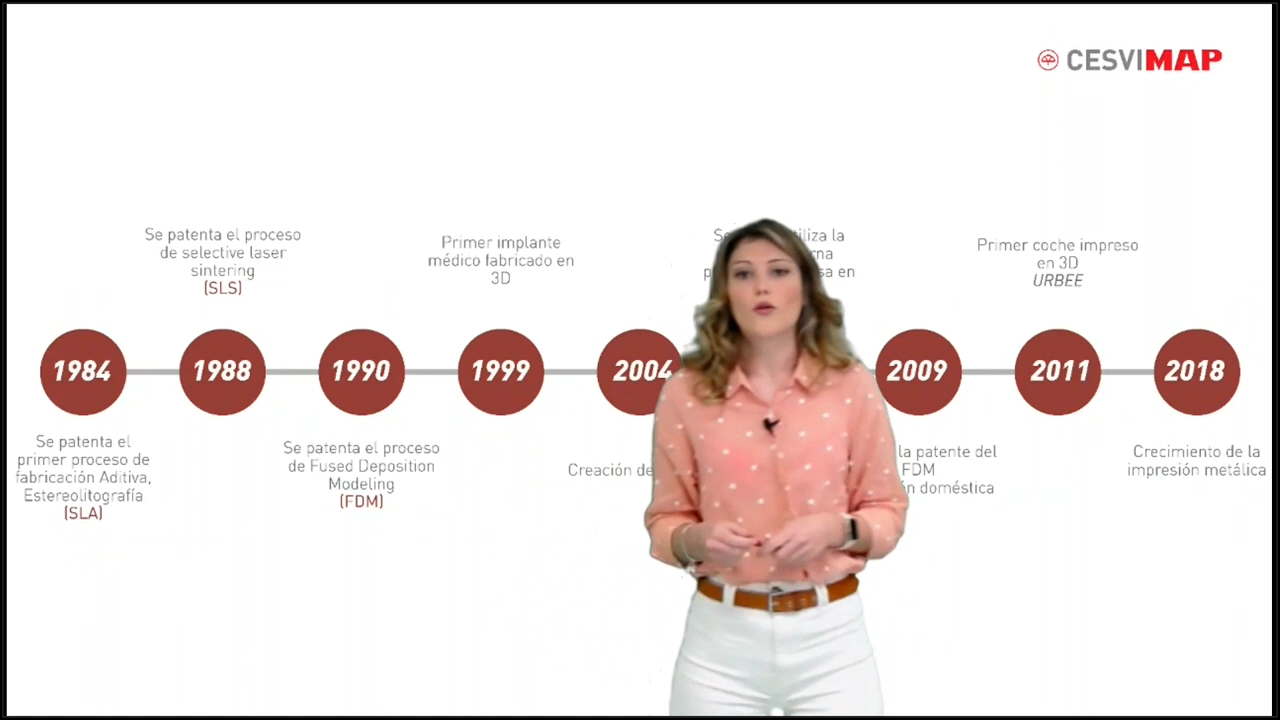 CESVIMAP
Se patenta el proceso
de selective laser
sintering
(SLS)
Primer implante
médico fabricado en
3D
la
en
Primer coche impreso
en 3D
URBEE
1984
1988
1990
1999
2004
2009
2011
2018
Se patenta el
primer proceso de
fabricación Aditiva,
Estereolitografía
(SLA)
Se patenta el proceso
de Fused Deposition
Modeling
(FDM)
Creación de
la patente del
FDM
doméstica
Crecimiento de la
impresión metálica